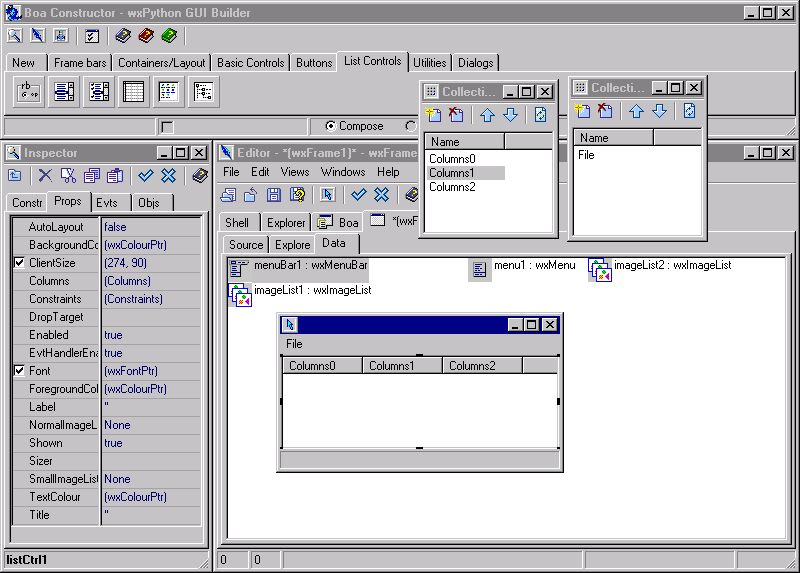 Boa Constructor - wxPython GUI Builder
New Frame bars Containers/Layout Basic Controls Buttons List Controls Utilities Dialogs
Compose
Collecti...
Name
Columns0
Columns1
Columns2
Collecti...
Name
File
Inspector
Constr Props Evts Objs
AutoLayout false
BackgroundCc (wxColourPtr)
ClientSize (274, 90)
Columns (Columns)
Constraints (Constraints)
DropTarget
Enabled true
EvtHandlerEna true
Font (wxFontPtr)
ForegroundCol (wxColourPtr)
Label ''
NormalImageL None
Shown true
Sizer
SmallImageList None
TextColour (wxColourPtr)
Title ''
listCtrl1
Editor - *(wxFrame1)* - wxFrame
File Edit Views Windows Help
Shell Explorer Boa *(wxF
Source Explore Data
menuBar1 : wxMenuBar menu1 : wxMenu imageList2 : wxImageList
imageList1 : wxImageList
File
Columns0 Columns1 Columns2
0 0